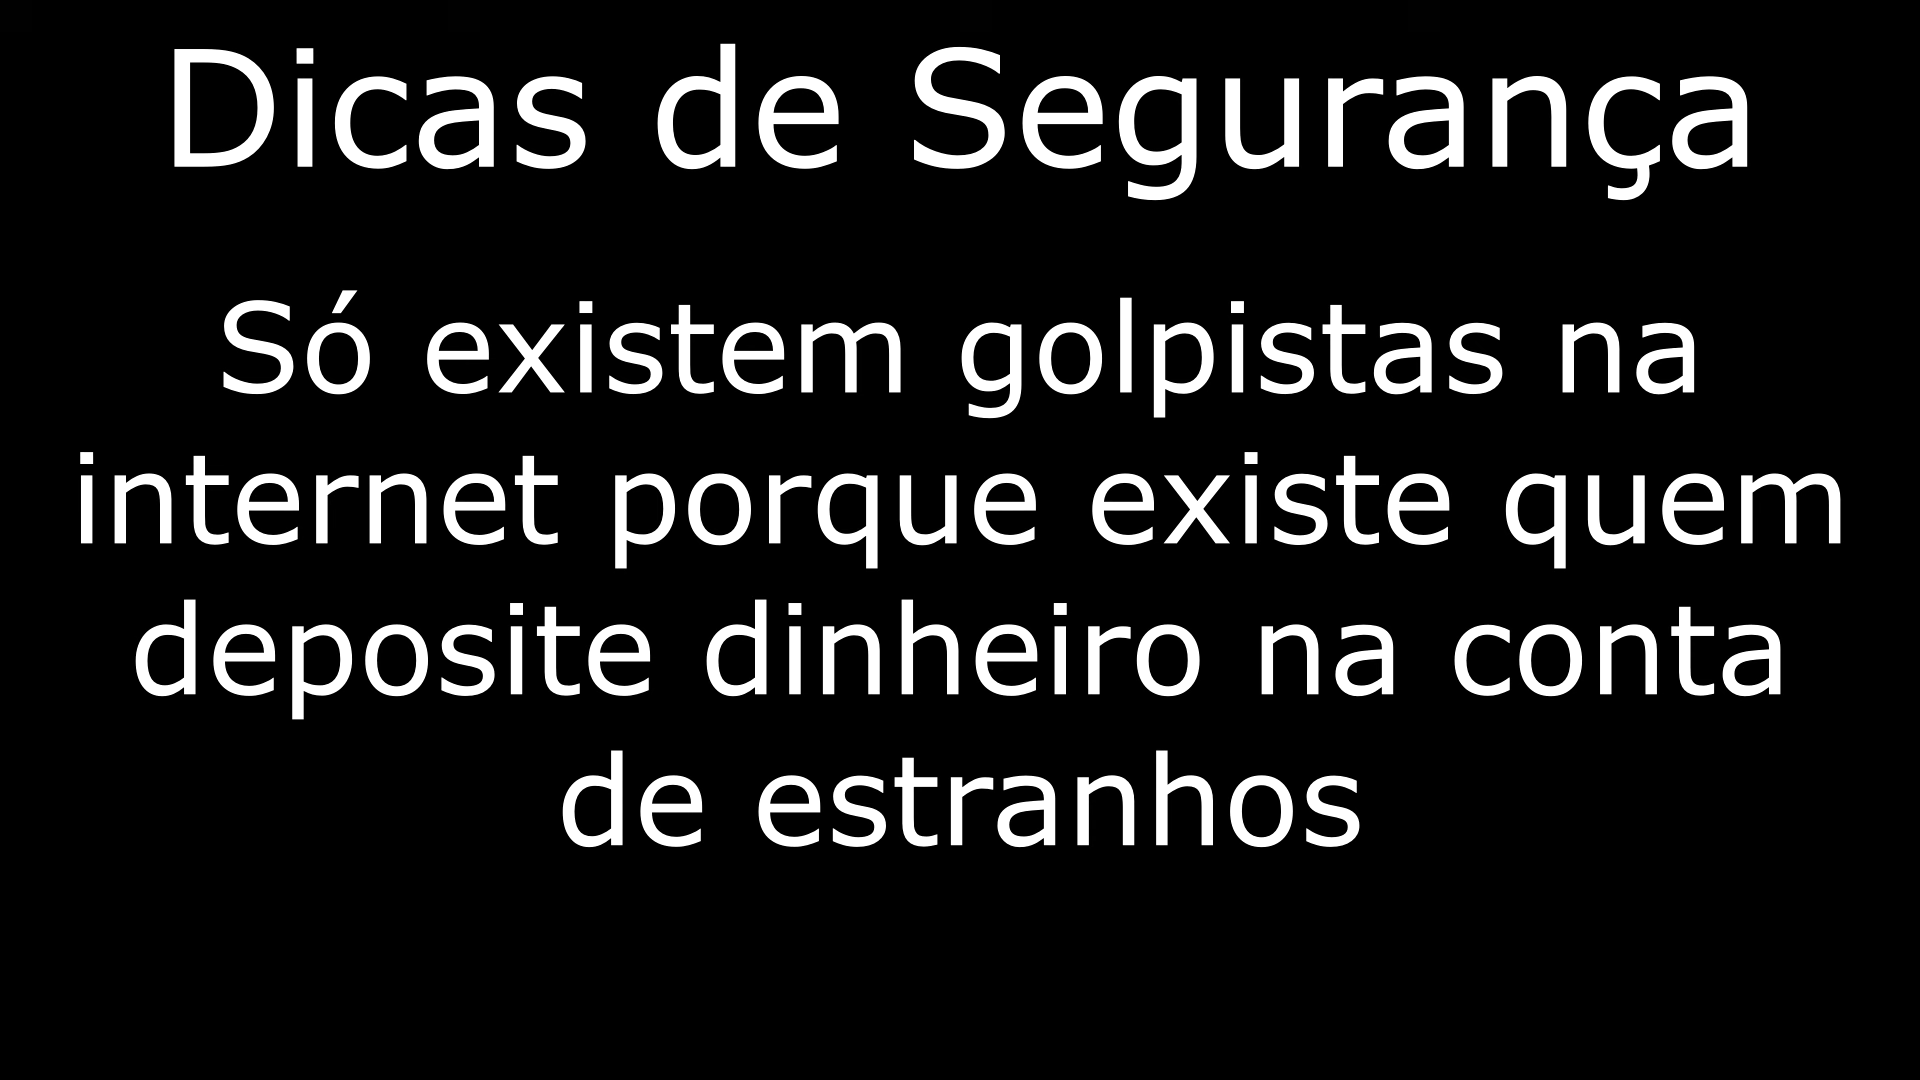 Dicas de Segurança
Só existem golpistas na
internet porque existe quem
deposite dinheiro na conta
de estranhos